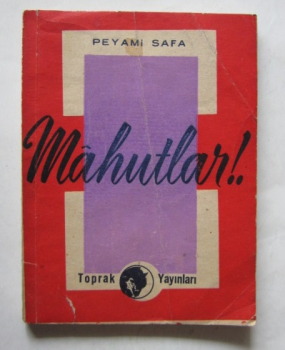 PEYAMİ SAFA
Mâhutlar!.
Toprak Yayınları